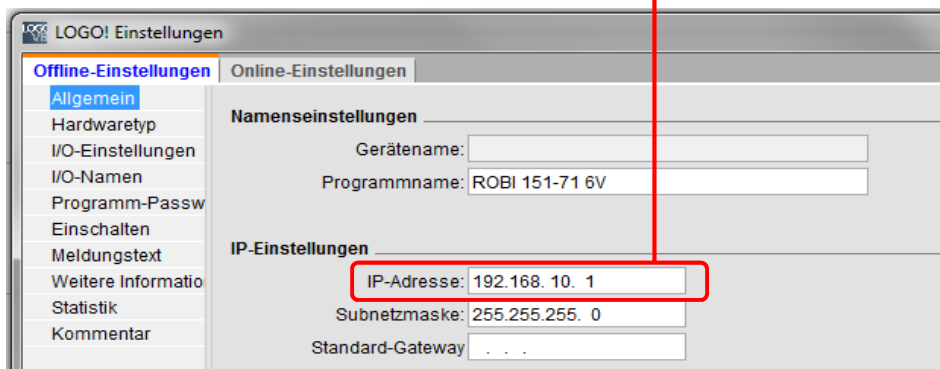 LOGO! Einstellungen
Offline-Einstellungen Online-Einstellungen
Allgemein
Hardwaretyp
I/O-Einstellungen
I/O-Namen
Programm-Passw
Einschalten
Meldungstext
Weitere Informatio
Statistik
Kommentar
Namenseinstellungen
Gerätename:
Programmname: ROBI 151-71 6V
IP-Einstellungen
IP-Adresse: 192.168. 10. 1
Subnetzmaske: 255.255.255. 0
Standard-Gateway . . .